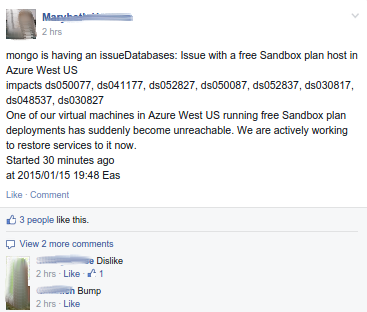 2 hrs
mongo is having an issueDatabases: Issue with a free Sandbox plan host in
Azure West US
impacts ds050077, ds041177, ds052827, ds050087, ds052837, ds030817,
ds048537, ds030827
One of our virtual machines in Azure West US running free Sandbox plan
deployments has suddenly become unreachable. We are actively working
to restore services to it now.
Started 30 minutes ago
at 2015/01/15 19:48 Eas
Like · Comment
3 people like this.
View 2 more comments
Dislike
2 hrs · Like · 1
Bump
2 hrs · Like